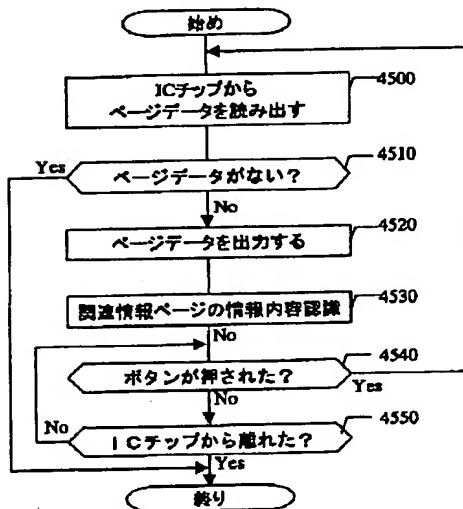 始め
ICチップから
ページデータを読み出す
4500
Yes
ページデータがない？
4510
No
ページデータを出力する
4520
関連情報ページの情報内容認識
4530
No
ボタンが押された？
4540
Yes
No
No
ＩＣチップから離れた？
4550
Yes
終り